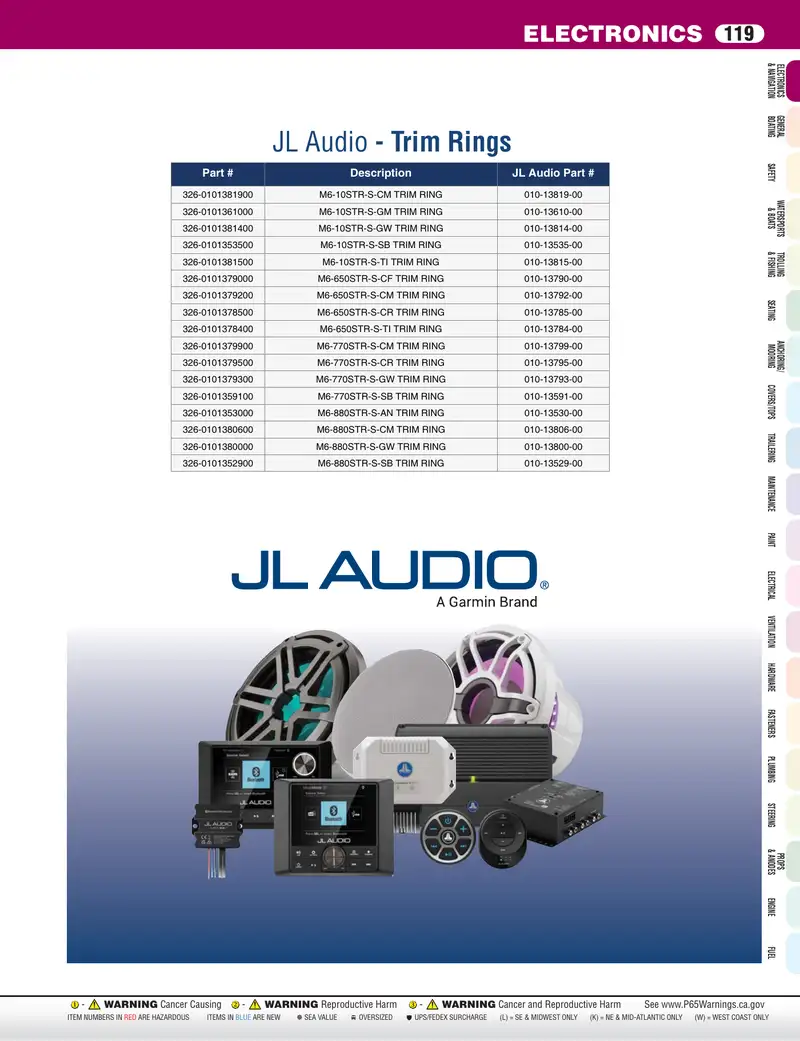 ELECTRONICS 119
JL Audio - Trim Rings
Part # Description JL Audio Part #
326-0101381900 M6-10STR-S-CM TRIM RING 010-13819-00
326-0101361000 M6-10STR-S-GM TRIM RING 010-13610-00
326-0101381400 M6-10STR-S-GW TRIM RING 010-13814-00
326-0101353500 M6-10STR-S-SB TRIM RING 010-13535-00
326-0101381500 M6-10STR-S-TI TRIM RING 010-13815-00
326-0101379000 M6-650STR-S-CF TRIM RING 010-13790-00
326-0101379200 M6-650STR-S-CM TRIM RING 010-13792-00
326-0101378500 M6-650STR-S-CR TRIM RING 010-13785-00
326-0101378400 M6-650STR-S-TI TRIM RING 010-13784-00
326-0101379900 M6-770STR-S-CM TRIM RING 010-13799-00
326-0101379500 M6-770STR-S-CR TRIM RING 010-13795-00
326-0101379300 M6-770STR-S-GW TRIM RING 010-13793-00
326-0101359100 M6-770STR-S-SB TRIM RING 010-13591-00
326-0101353000 M6-880STR-S-AN TRIM RING 010-13530-00
326-0101380600 M6-880STR-S-CM TRIM RING 010-13806-00
326-0101380000 M6-880STR-S-GW TRIM RING 010-13800-00
326-0101352900 M6-880STR-S-SB TRIM RING 010-13529-00
JL AUDIO®
A Garmin Brand
Bluetooth
JL AUDIO
JL AUDIO
Bluetooth
JL AUDIO
ELECTRONICS
& NAVIGATION
GENERAL
BOATING
SAFETY
WATERSPORTS
& BOATS
TROLLING
& FISHING
SEATING
ANCHORING/
MOORING
COVERS/TOPS
TRAILERING
MAINTENANCE
PAINT
ELECTRICAL
VENTILATION
HARDWARE
FASTENERS
PLUMBING
STEERING
PROPS
& ANODES
ENGINE
FUEL
1 - WARNING Cancer Causing 2 - WARNING Reproductive Harm 3 - WARNING Cancer and Reproductive Harm See www.P65Warnings.ca.gov
ITEM NUMBERS IN RED ARE HAZARDOUS ITEMS IN BLUE ARE NEW SEA VALUE OVERSIZED UPS/FEDEX SURCHARGE (L) = SE & MIDWEST ONLY (K) = NE & MID-ATLANTIC ONLY (W) = WEST COAST ONLY